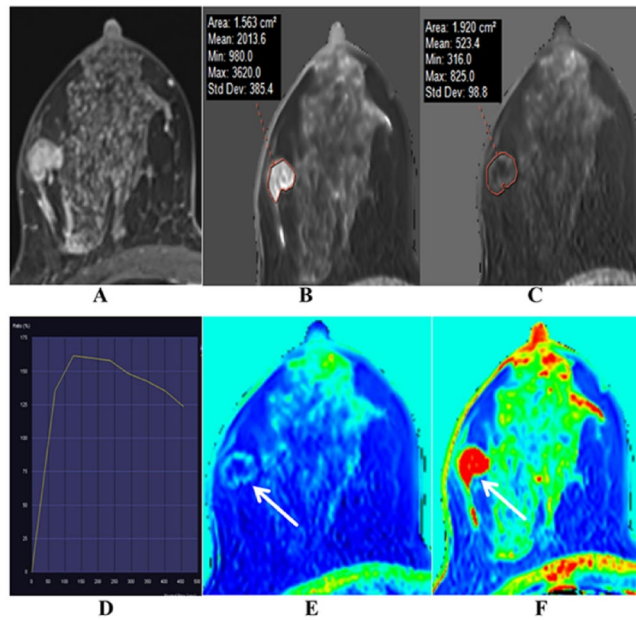 Area: 1.563 cm²
Mean: 2013.6
Min: 980.0
Max: 3620.0
Std Dev: 385.4
Area: 1.920 cm²
Mean: 523.4
Min: 316.0
Max: 825.0
Std Dev: 98.8
A
B
C
Ratio (%)
175
150
125
100
75
50
25
0
0
50
100
150
200
250
300
350
400
450
500
D
E
F